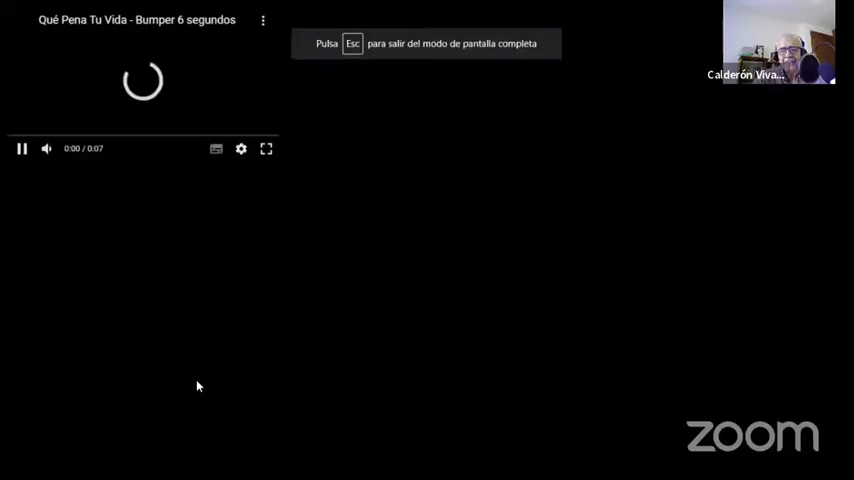 Qué Pena Tu Vida - Bumper 6 segundos
Pulsa Esc para salir del modo de pantalla completa
Calderón Viva...
0:00 / 0:07
zoom